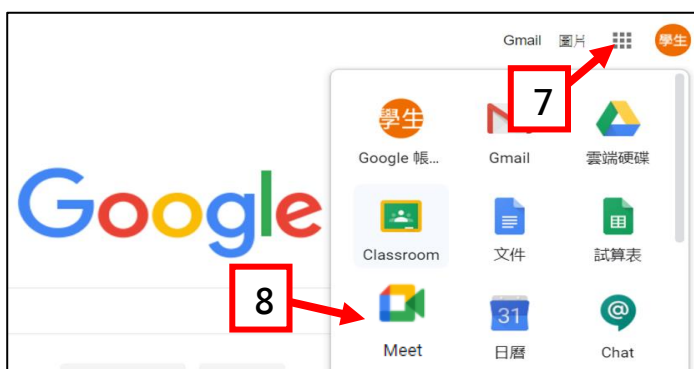 Gmail 圖片 學生
7
學生
Google 帳... Gmail 雲端硬碟
Google
Classroom 文件 試算表
8
31
Meet 日曆 Chat